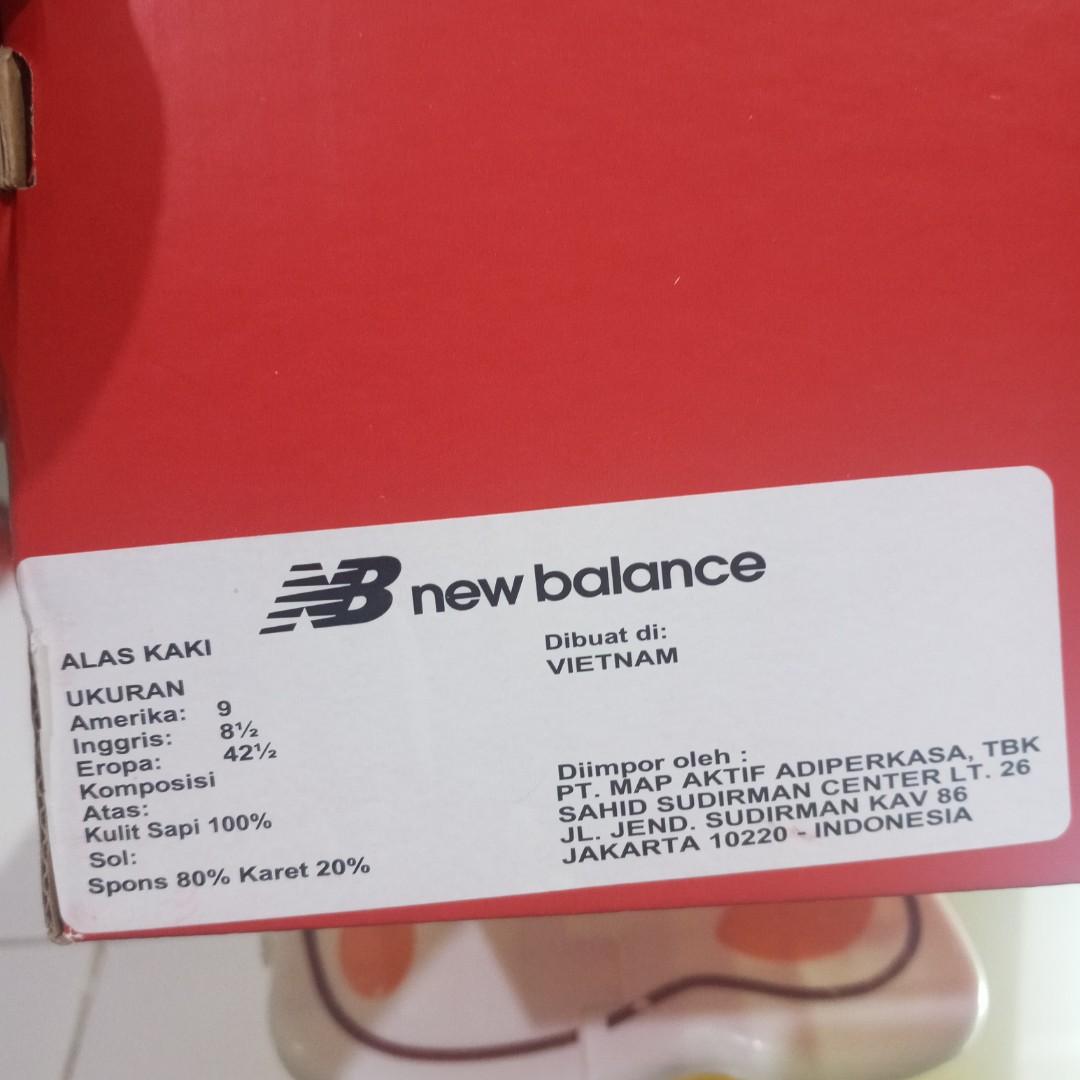 NB new balance
ALAS KAKI
UKURAN
Amerika: 9
Inggris: 8½
Eropa: 42½
Komposisi
Atas:
Kulit Sapi 100%
Sol:
Spons 80% Karet 20%
Dibuat di:
VIETNAM
Diimpor oleh :
PT. MAP AKTIF ADIPERKASA, TBK
SAHID SUDIRMAN CENTER LT. 26
JL. JEND. SUDIRMAN KAV 86
JAKARTA 10220 - INDONESIA